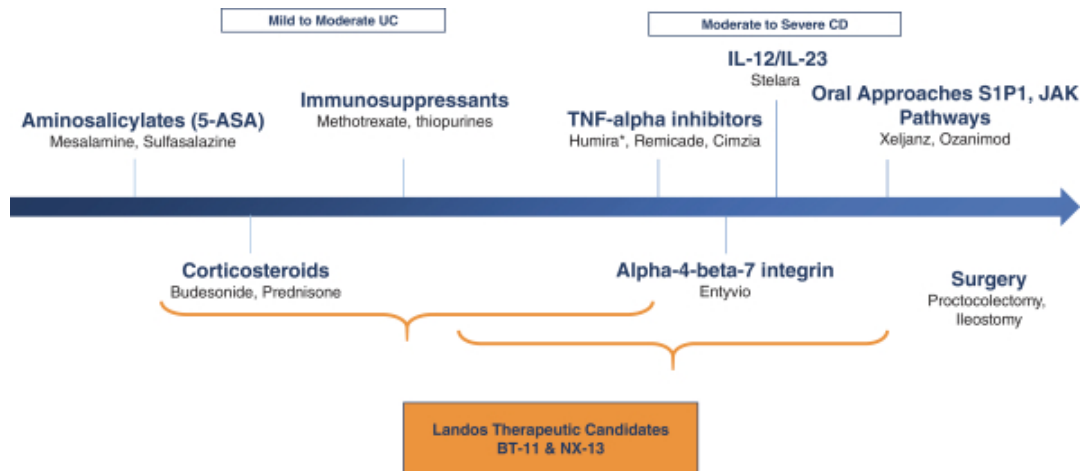 Mild to Moderate UC
Moderate to Severe CD
IL-12/IL-23
Stelara
Oral Approaches S1P1, JAK
Pathways
Xeljanz, Ozanimod
Immunosuppressants
Methotrexate, thiopurines
Aminosalicylates (5-ASA)
Mesalamine, Sulfasalazine
TNF-alpha inhibitors
Humira*, Remicade, Cimzia
Corticosteroids
Budesonide, Prednisone
Alpha-4-beta-7 integrin
Entyvio
Surgery
Proctocolectomy,
Ileostomy
Landos Therapeutic Candidates
BT-11 & NX-13